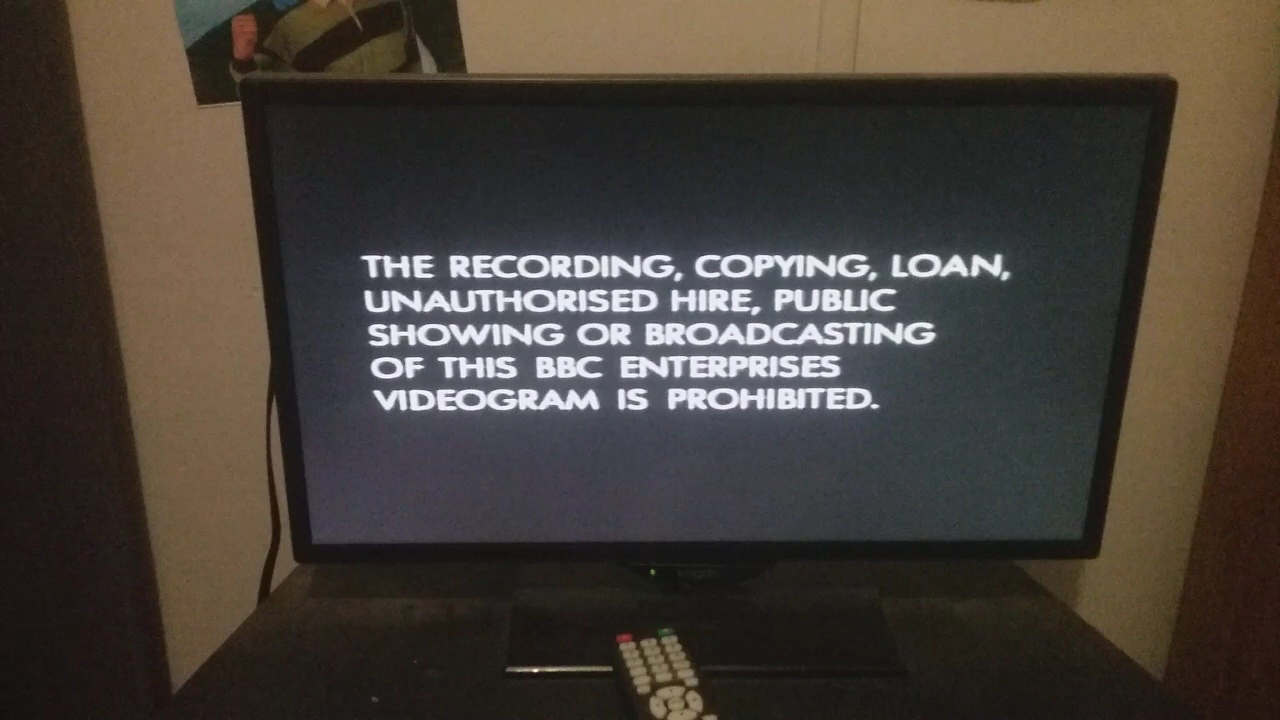 THE RECORDING, COPYING, LOAN,
UNAUTHORISED HIRE, PUBLIC
SHOWING OR BROADCASTING
OF THIS BBC ENTERPRISES
VIDEOGRAM IS PROHIBITED.